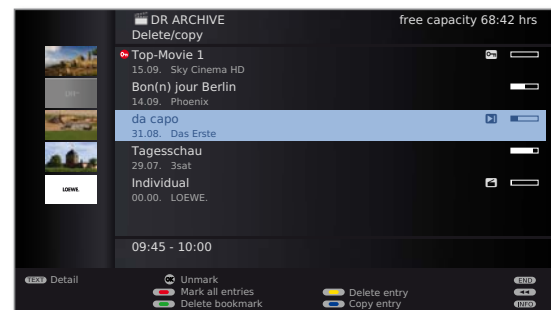 DR ARCHIVE free capacity 68:42 hrs
Delete/copy
Top-Movie 1
15.09. Sky Cinema HD
Bon(n) jour Berlin
14.09. Phoenix
da capo
31.08. Das Erste
Tagesschau
29.07. 3sat
Individual
00.00. LOEWE.
LOEWE.
09:45 - 10:00
TEXT Detail OK Unmark END
Mark all entries Delete entry
Delete bookmark Copy entry INFO